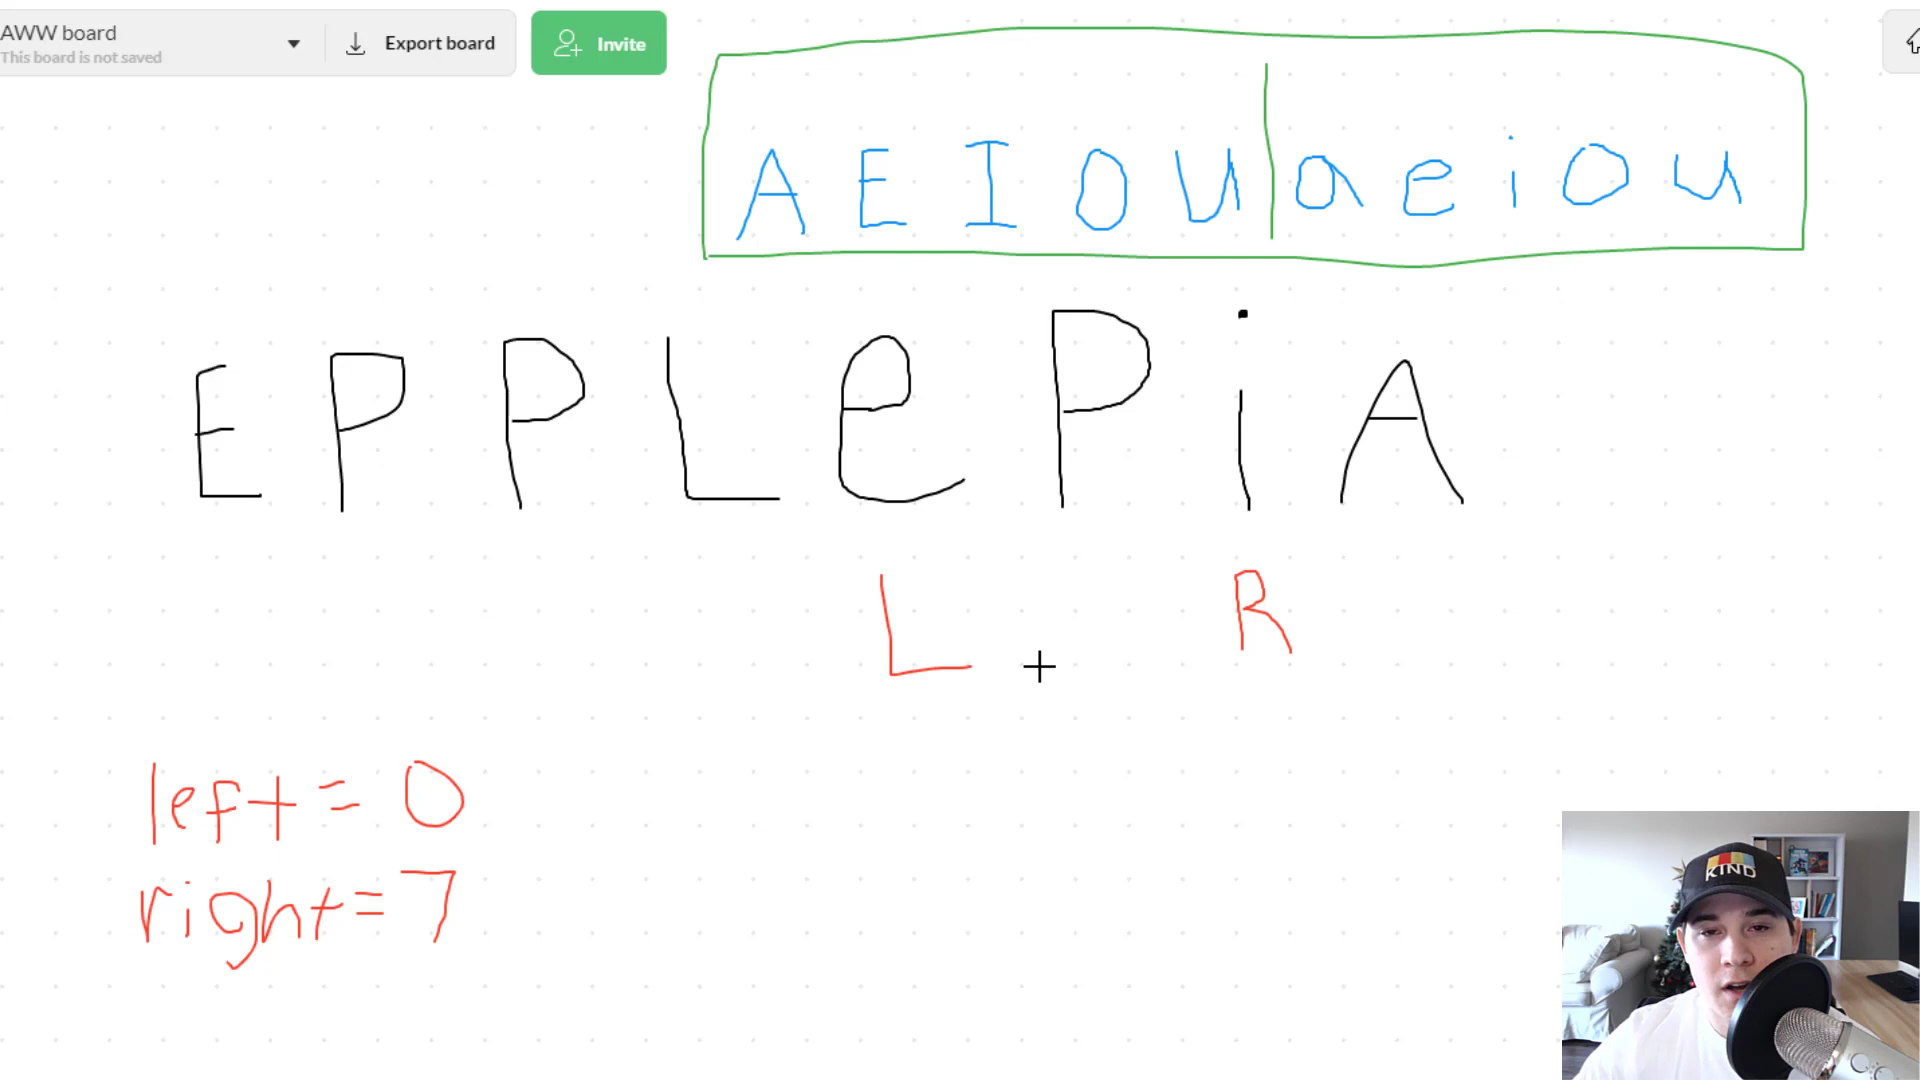 AWW board
This board is not saved
Export board
Invite
A E I O U a e i o u
E P P L e P i A
L R
left = 0
right = 7
KIND